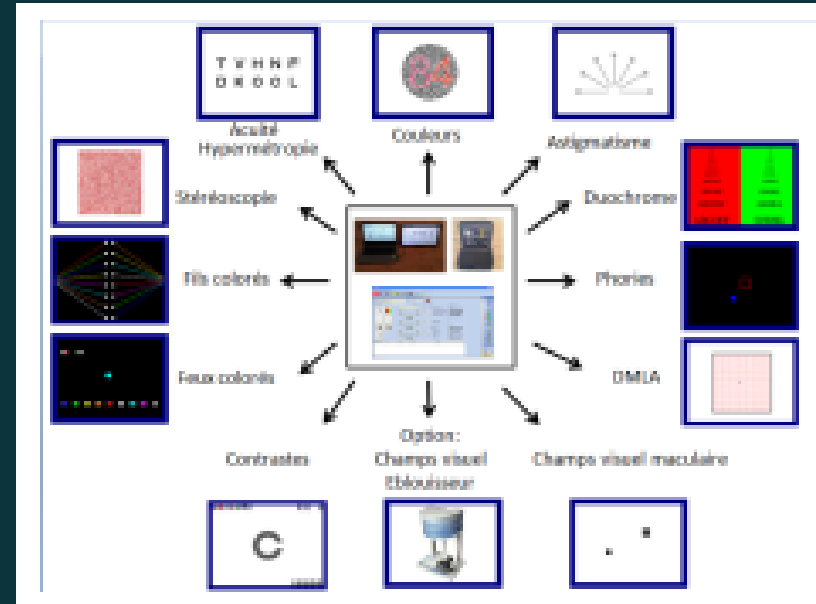 T V H N F
D K O O L
84
Acuité
Hypermétropie
Couleurs
Astigmatisme
Stéréoscopie
Duochrome
Fils colorés
Phories
Feux colorés
DMLA
Contrastes
Option :
Champs visuel
Eblouisseur
Champs visuel maculaire
C